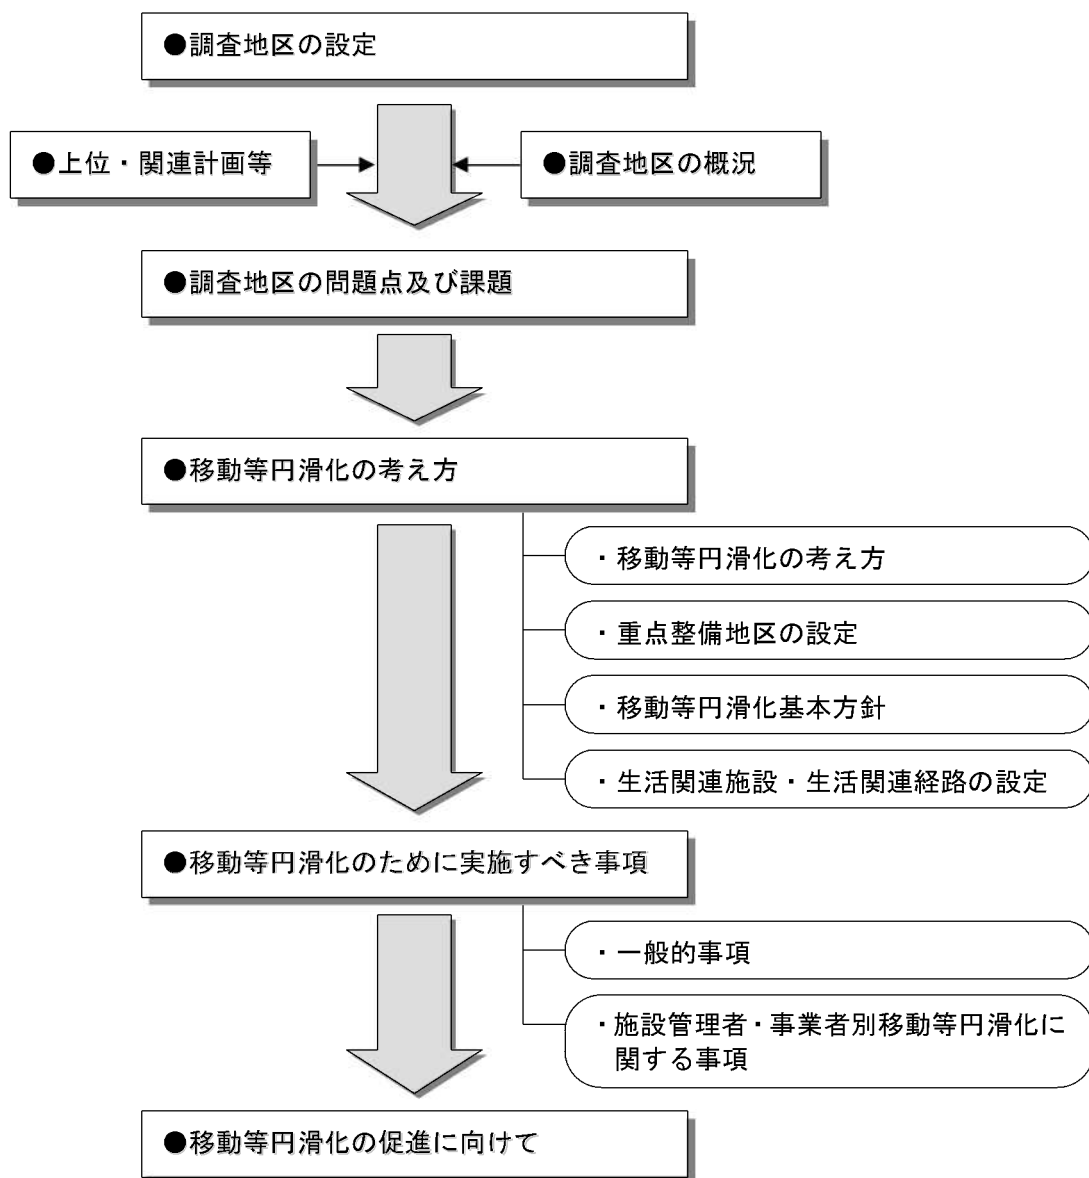 ●調査地区の設定
●上位・関連計画等
●調査地区の概況
●調査地区の問題点及び課題
●移動等円滑化の考え方
・移動等円滑化の考え方
・重点整備地区の設定
・移動等円滑化基本方針
・生活関連施設・生活関連経路の設定
●移動等円滑化のために実施すべき事項
・一般的事項
・施設管理者・事業者別移動等円滑化に
関する事項
●移動等円滑化の促進に向けて